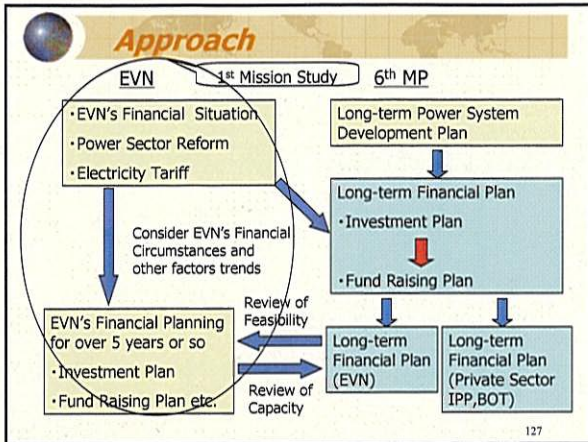 Approach
EVN
1st Mission Study
6th MP
・EVN's Financial Situation
・Power Sector Reform
・Electricity Tariff
Long-term Power System
Development Plan
Long-term Financial Plan
・Investment Plan
・Fund Raising Plan
Consider EVN's Financial
Circumstances and
other factors trends
EVN's Financial Planning
for over 5 years or so
・Investment Plan
・Fund Raising Plan etc.
Review of
Feasibility
Review of
Capacity
Long-term
Financial Plan
(EVN)
Long-term
Financial Plan
(Private Sector
IPP,BOT)
127